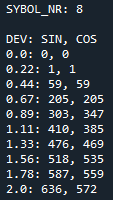 SYBOL_NR: 8
DEV: SIN, COS
0.0: 0, 0
0.22: 1, 1
0.44: 59, 59
0.67: 205, 205
0.89: 303, 347
1.11: 410, 385
1.33: 476, 469
1.56: 518, 535
1.78: 587, 559
2.0: 636, 572